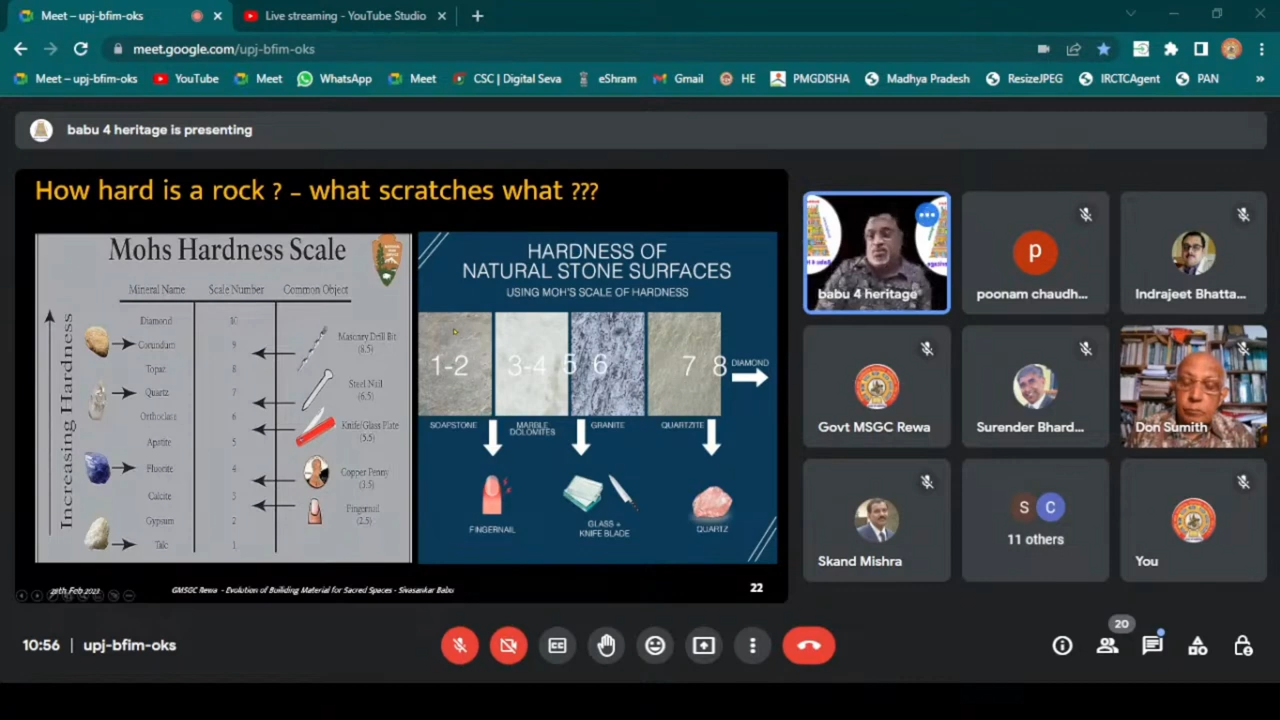 Meet – upj-bfim-oks
Live streaming - YouTube Studio
meet.google.com/upj-bfim-oks
Meet – upj-bfim-oks YouTube Meet WhatsApp Meet CSC | Digital Seva eShram Gmail HE PMGDISHA Madhya Pradesh ResizeJPEG IRCTCAgent PAN »
babu 4 heritage is presenting
How hard is a rock ? – what scratches what ???
Mohs Hardness Scale
Mineral Name Scale Number Common Object
Increasing Hardness
Diamond 10
Masonry Drill Bit
(8.5)
Corundum 9
Topaz 8
Steel Nail
(6.5)
Quartz 7
Orthoclase 6
Knife/Glass Plate
(5.5)
Apatite 5
Fluorite 4
Copper Penny
(3.5)
Calcite 3
Fingernail
(2.5)
Gypsum 2
Talc 1
HARDNESS OF
NATURAL STONE SURFACES
USING MOH'S SCALE OF HARDNESS
1-2 3-4 5 6 7 8 DIAMOND
SOAPSTONE MARBLE GRANITE QUARTZITE
DOLOMITES
FINGERNAIL GLASS + QUARTZ
KNIFE BLADE
GMSGC Rewa - Evolution of Builiding Material for Sacred Spaces - Sivasankar Babu
22
babu 4 heritage
p
poonam chaudh...
Indrajeet Bhatta...
Govt MSGC Rewa
Surender Bhard...
Don Sumith
Skand Mishra
S C
11 others
You
10:56 | upj-bfim-oks
20